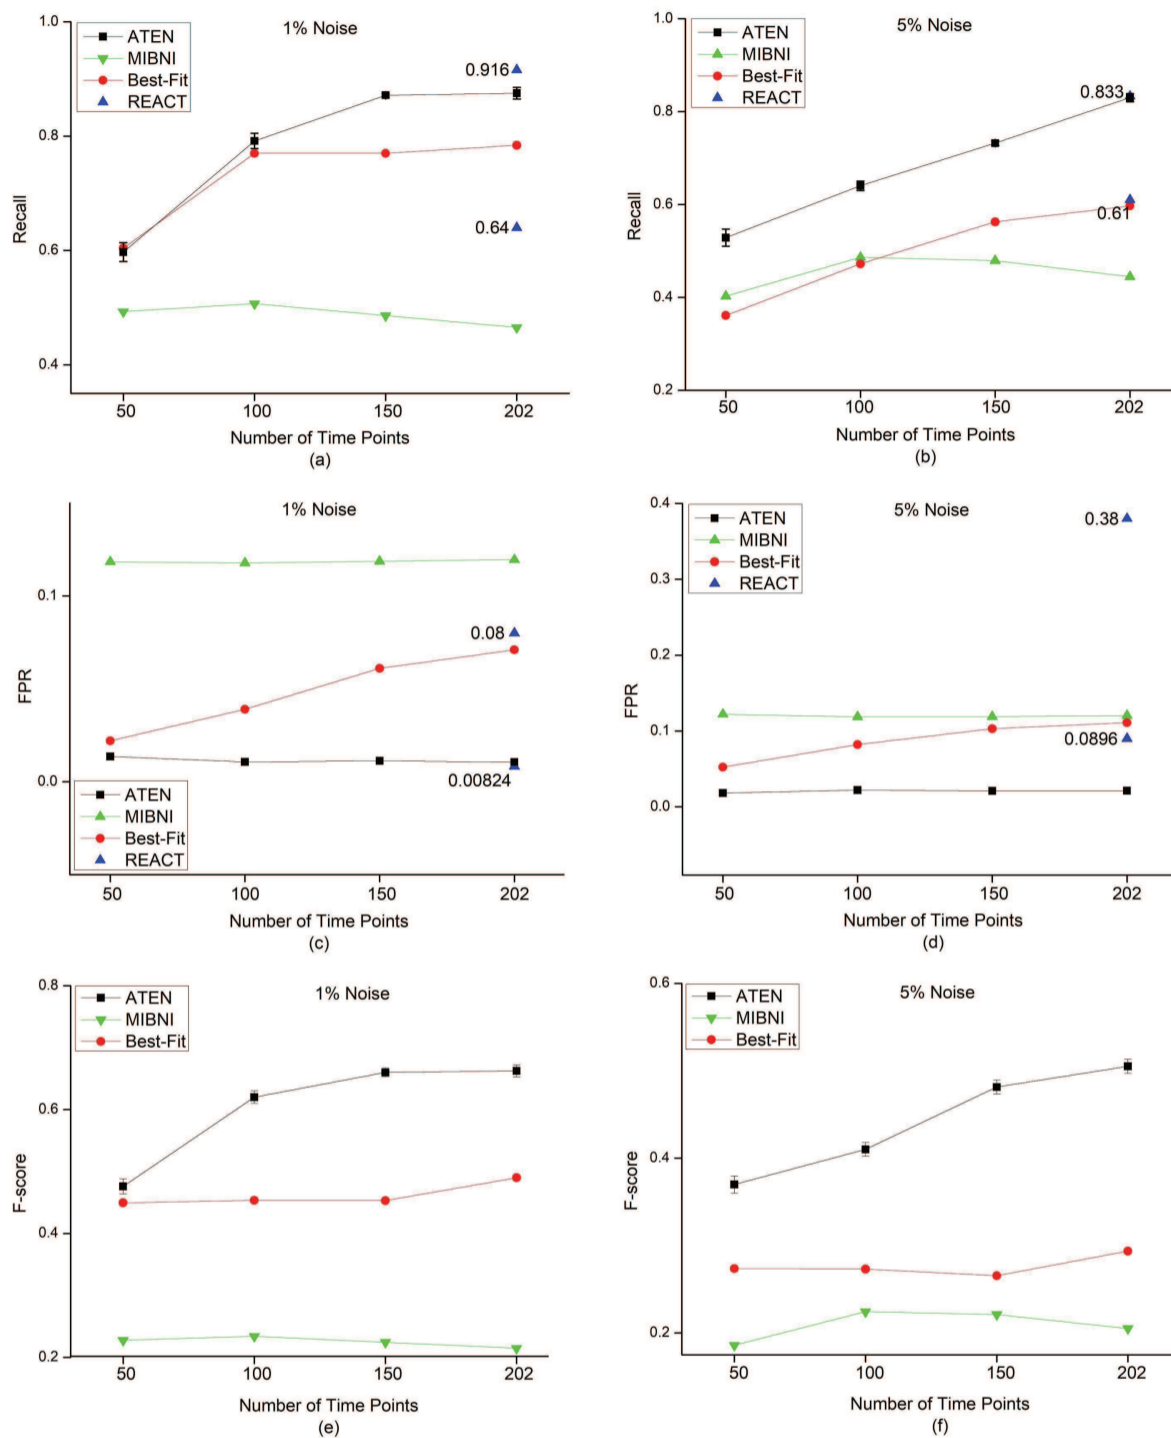 1% Noise
ATEN
MIBNI
Best-Fit
REACT
1.0
0.8
0.6
0.4
Recall
0.916
0.64
50
100
150
202
Number of Time Points
(a)
5% Noise
ATEN
MIBNI
Best-Fit
REACT
1.0
0.8
0.6
0.4
0.2
Recall
0.833
0.61
50
100
150
202
Number of Time Points
(b)
1% Noise
0.1
0.0
FPR
0.08
0.00824
ATEN
MIBNI
Best-Fit
REACT
50
100
150
202
Number of Time Points
(c)
5% Noise
ATEN
MIBNI
Best-Fit
REACT
0.4
0.3
0.2
0.1
0.0
FPR
0.38
0.0896
50
100
150
202
Number of Time Points
(d)
1% Noise
ATEN
MIBNI
Best-Fit
0.8
0.6
0.4
0.2
F-score
50
100
150
202
Number of Time Points
(e)
5% Noise
ATEN
MIBNI
Best-Fit
0.6
0.4
0.2
F-score
50
100
150
202
Number of Time Points
(f)